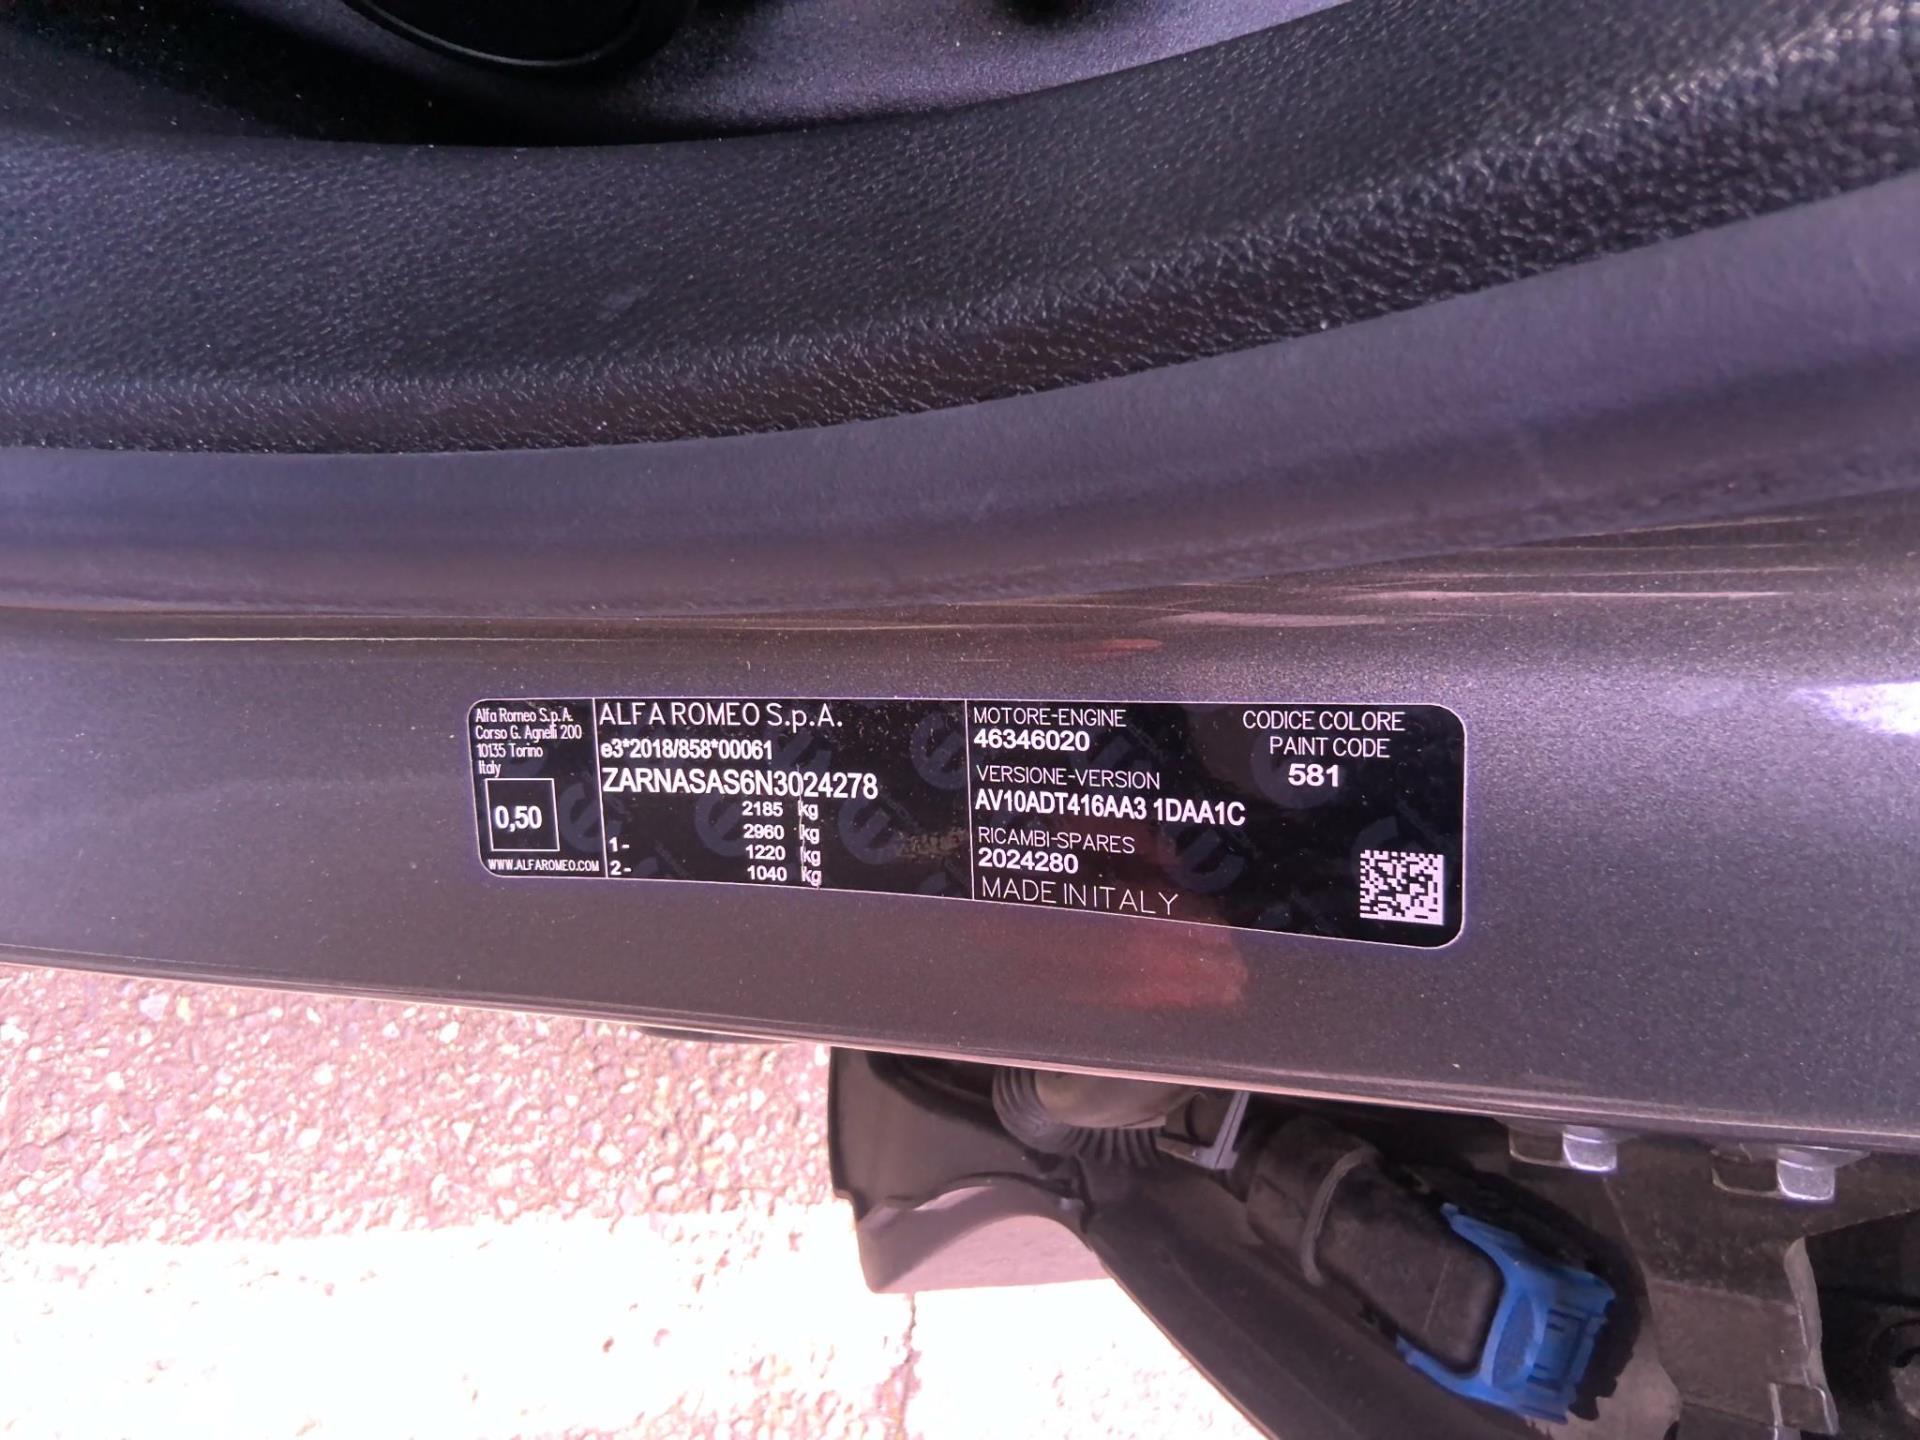 Alfa Romeo S.p.A.
Corso G. Agnelli 200
10135 Torino
Italy
0,50
WWW.ALFAROMEO.COM
ALFA ROMEO S.p.A.
e3*2018/858*00061
ZARNASAS6N3024278
2185 kg
2960 kg
1- 1220 kg
2- 1040 kg
MOTORE-ENGINE
46346020
VERSIONE-VERSION
AV10ADT416AA3 1DAA1C
RICAMBI-SPARES
2024280
MADE IN ITALY
CODICE COLORE
PAINT CODE
581